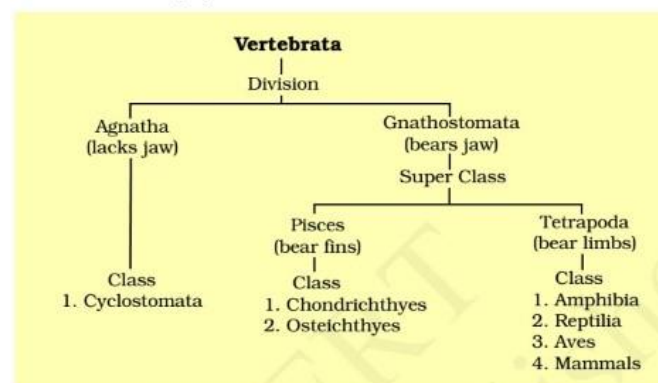 Vertebrata
Division
Agnatha
(lacks jaw)
Gnathostomata
(bears jaw)
Super Class
Pisces
(bear fins)
Tetrapoda
(bear limbs)
Class
1. Cyclostomata
Class
1. Chondrichthyes
2. Osteichthyes
Class
1. Amphibia
2. Reptilia
3. Aves
4. Mammals